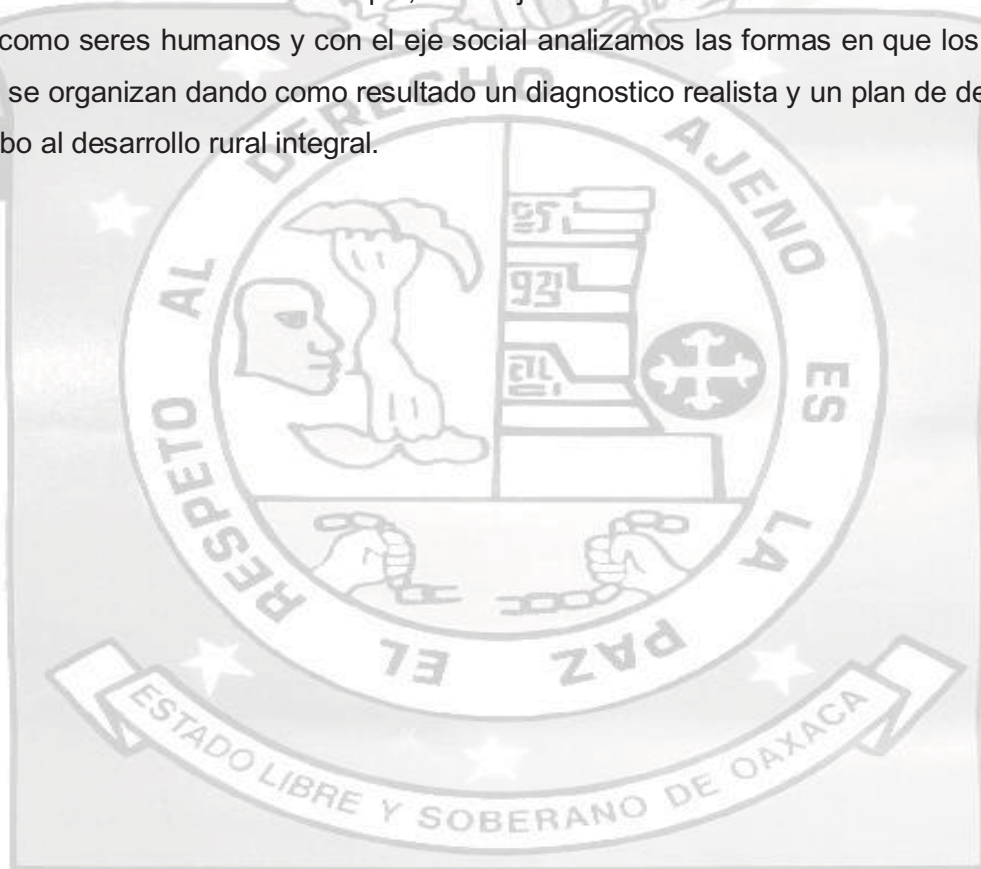 como seres humanos y con el eje social analizamos las formas en que los
se organizan dando como resultado un diagnostico realista y un plan de
bo al desarrollo rural integral.
EL RESPETO AL DERECHO AJENO ES LA PAZ
ESTADO LIBRE Y SOBERANO DE OAXACA